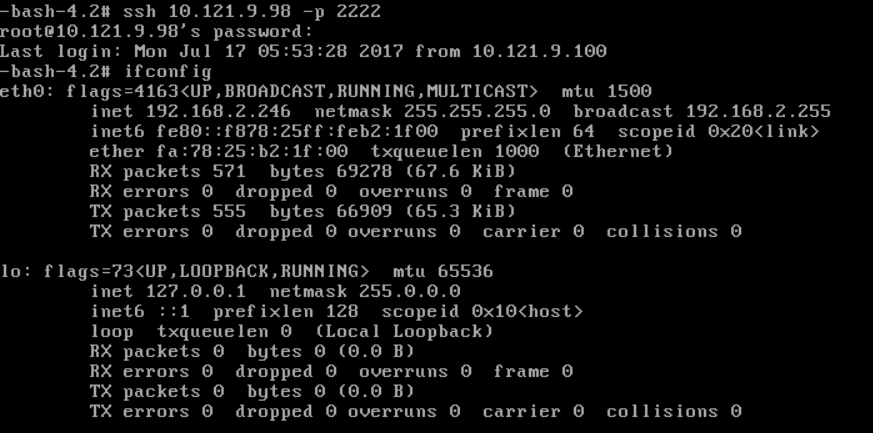 -bash-4.2# ssh 10.121.9.98 -p 2222
root@10.121.9.98's password:
Last login: Mon Jul 17 05:53:28 2017 from 10.121.9.100
-bash-4.2# ifconfig
eth0: flags=4163<UP,BROADCAST,RUNNING,MULTICAST>  mtu 1500
        inet 192.168.2.246  netmask 255.255.255.0  broadcast 192.168.2.255
        inet6 fe80::f878:25ff:feb2:1f00  prefixlen 64  scopeid 0x20<link>
        ether fa:78:25:b2:1f:00  txqueuelen 1000  (Ethernet)
        RX packets 571  bytes 69278 (67.6 KiB)
        RX errors 0  dropped 0  overruns 0  frame 0
        TX packets 555  bytes 66909 (65.3 KiB)
        TX errors 0  dropped 0 overruns 0  carrier 0  collisions 0
lo: flags=73<UP,LOOPBACK,RUNNING>  mtu 65536
        inet 127.0.0.1  netmask 255.0.0.0
        inet6 ::1  prefixlen 128  scopeid 0x10<host>
        loop  txqueuelen 0  (Local Loopback)
        RX packets 0  bytes 0 (0.0 B)
        RX errors 0  dropped 0  overruns 0  frame 0
        TX packets 0  bytes 0 (0.0 B)
        TX errors 0  dropped 0 overruns 0  carrier 0  collisions 0